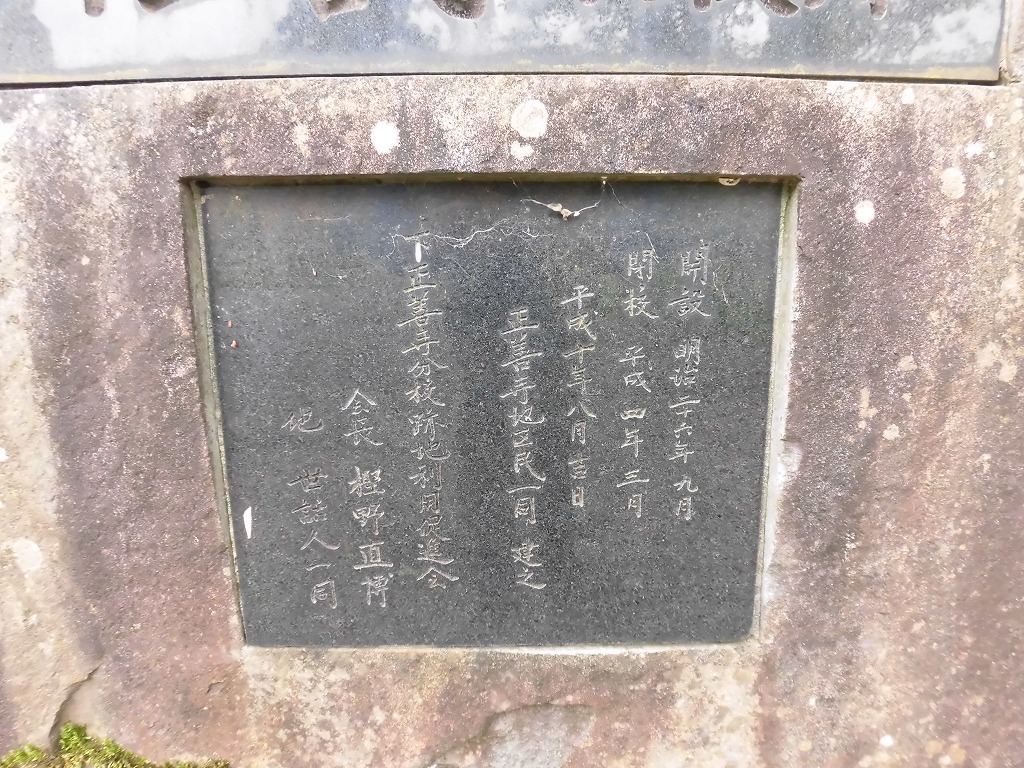 開設 明治二十六年九月
閉校 平成四年三月
平成十年八月吉日
正善寺地区民一同 建之
下正善寺分校跡地利用促進会
会長 樫野直博
他 世話人一同